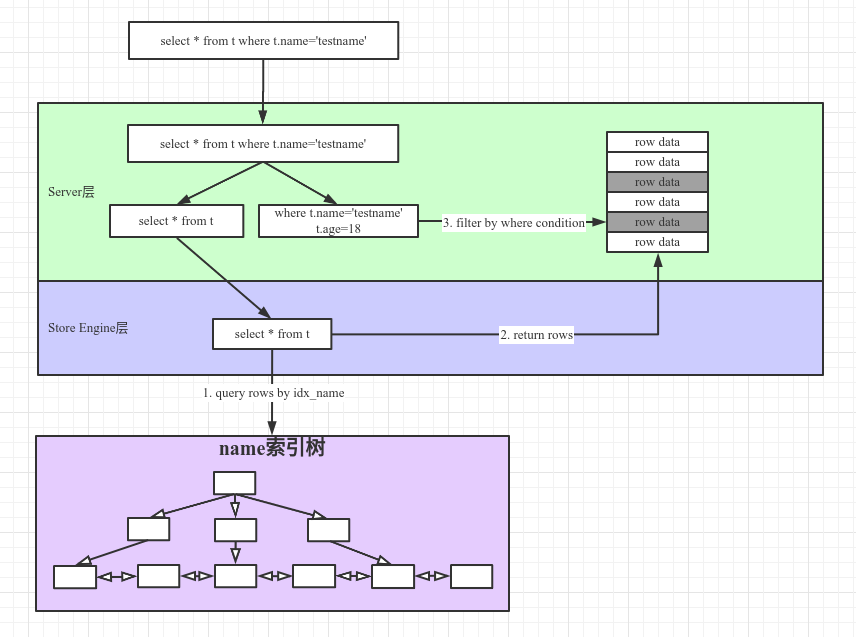 select * from t where t.name='testname'
select * from t where t.name='testname'
Server层
select * from t
where t.name='testname'
t.age=18
3. filter by where condition
row data
row data
row data
row data
row data
row data
Store Engine层
select * from t
2. return rows
1. query rows by idx_name
name索引树